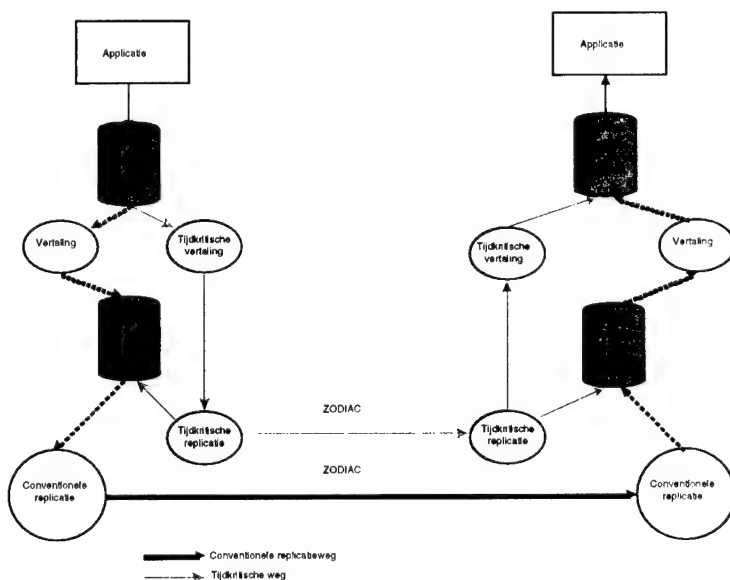 Applicatie
Applicatie
Vertaling
Tijdkritische
vertaling
Tijdkritische
vertaling
Vertaling
ZODIAC
Tijdkritische
replicatie
Tijdkritische
replicatie
ZODIAC
Conventionele
replicatie
Conventionele
replicatie
Conventionele replicatieweg
Tijdkritische weg